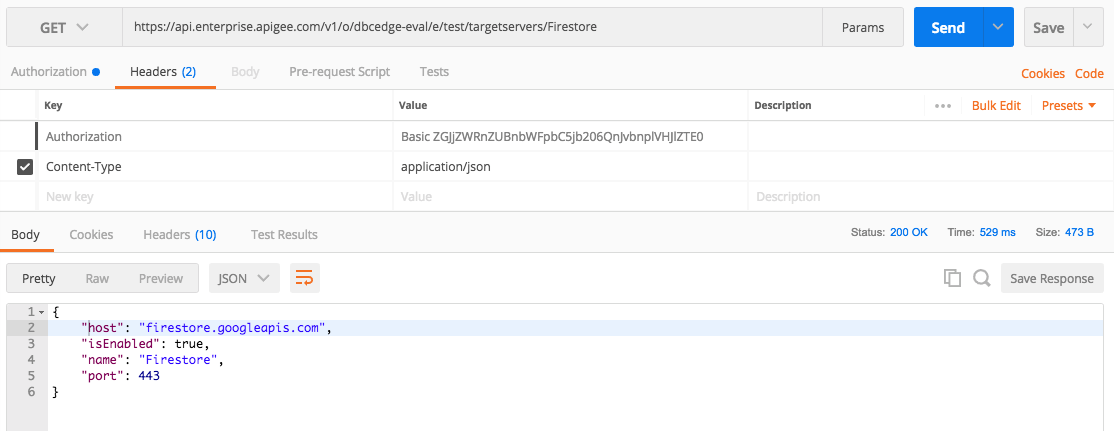 GET https://api.enterprise.apigee.com/v1/o/dbcedge-eval/e/test/targetservers/Firestore Params Send Save
Authorization Headers (2) Body Pre-request Script Tests Cookies Code
Key Value Description ••• Bulk Edit Presets
Authorization Basic ZGJjZWRnZUBnbWFpbC5jb206QnJvbnplVHJlZTE0
Content-Type application/json
New key Value Description
Body Cookies Headers (10) Test Results Status: 200 OK Time: 529 ms Size: 473 B
Pretty Raw Preview JSON Save Response
1 {
2 "host": "firestore.googleapis.com",
3 "isEnabled": true,
4 "name": "Firestore",
5 "port": 443
6 }